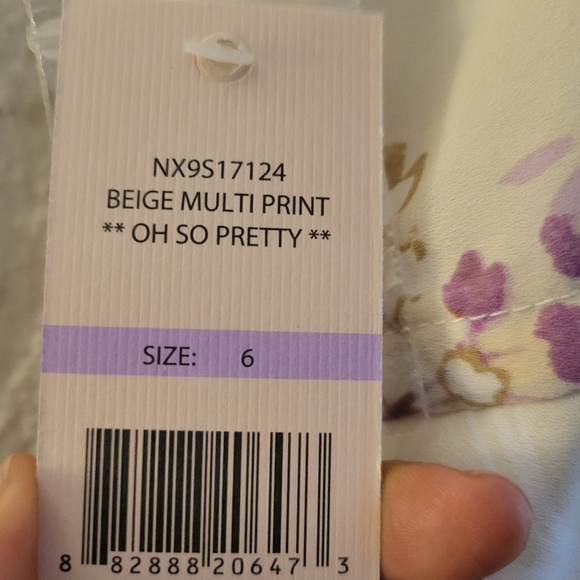 NX9S17124
BEIGE MULTI PRINT
** OH SO PRETTY **
SIZE: 6
8 82888 20647 3